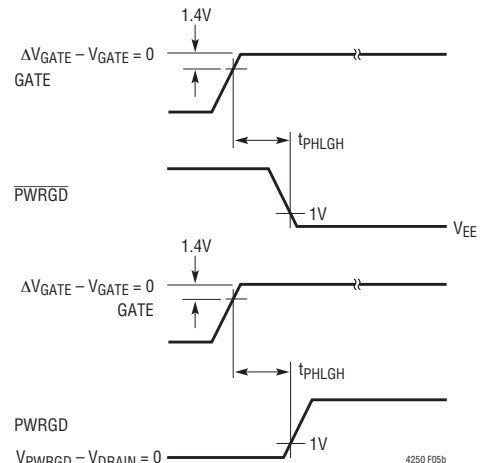 1.4V
ΔVGATE – VGATE = 0
GATE
tPHLGH
PWRGD
1V
VEE
1.4V
ΔVGATE – VGATE = 0
GATE
tPHLGH
PWRGD
1V
VPWRGD – VDRAIN = 0
4250 F05b